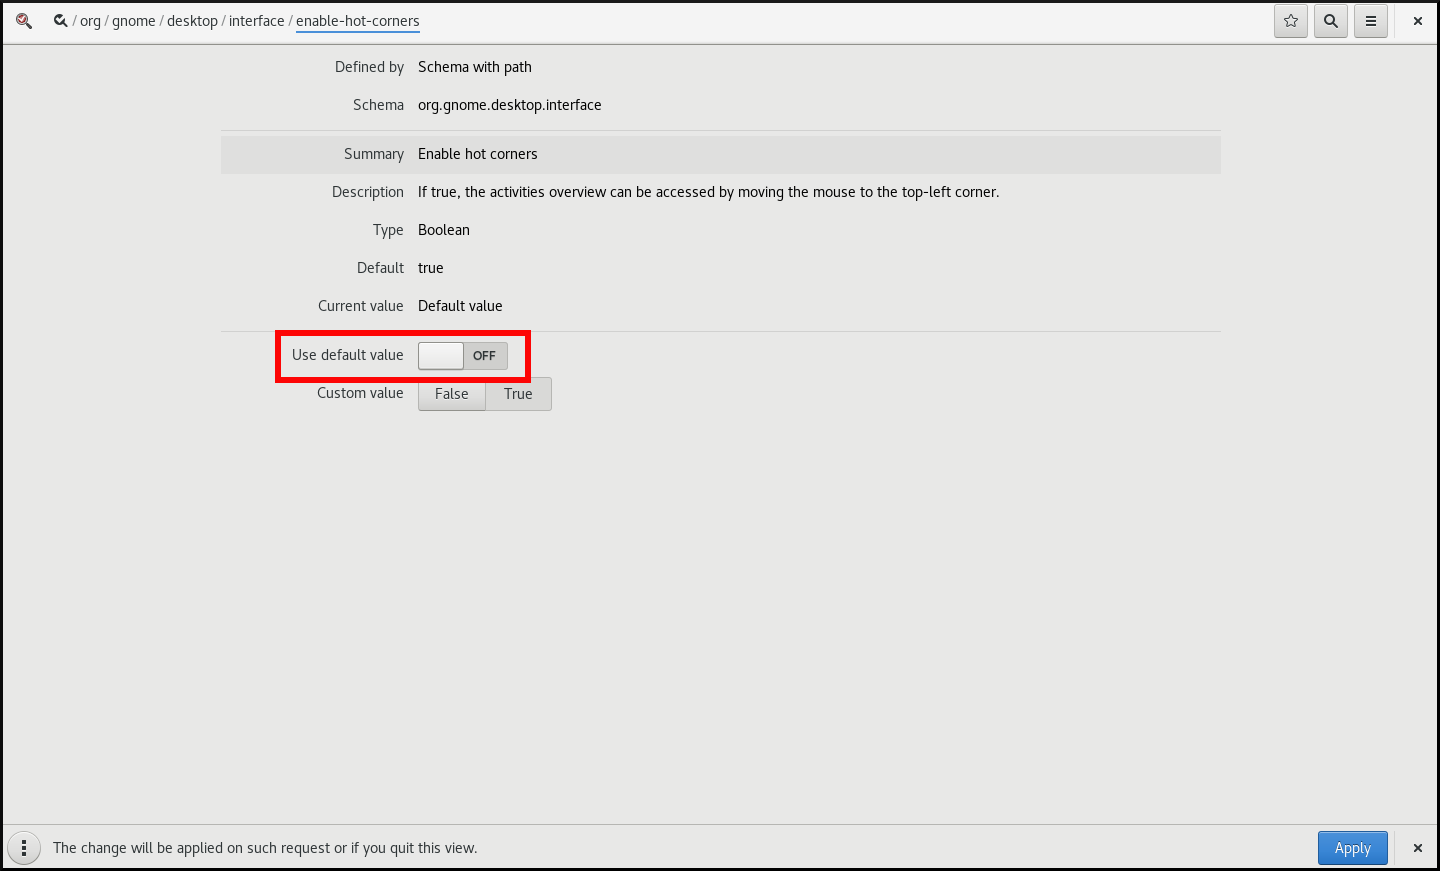 / org / gnome / desktop / interface / enable-hot-corners
Defined by Schema with path
Schema org.gnome.desktop.interface
Summary Enable hot corners
Description If true, the activities overview can be accessed by moving the mouse to the top-left corner.
Type Boolean
Default true
Current value Default value
Use default value OFF
Custom value False True
The change will be applied on such request or if you quit this view. Apply